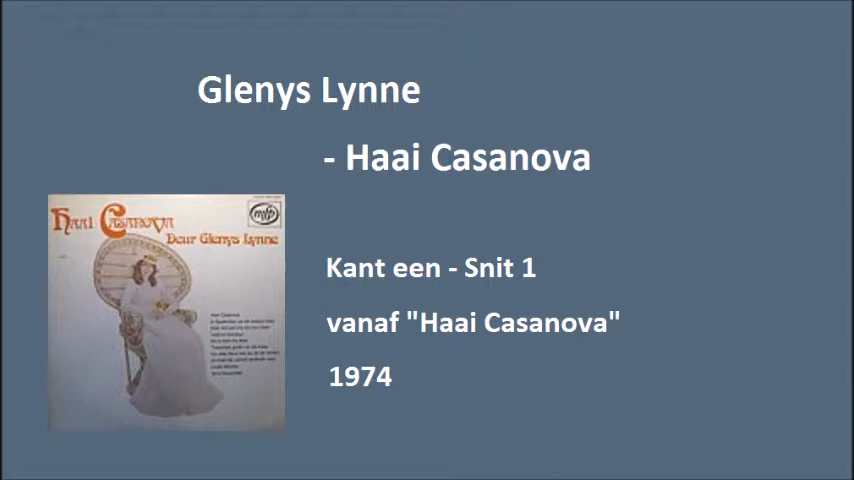 Glenys Lynne
- Haai Casanova
Haai Casanova
Deur Glenys Lynne
mfp
Kant een - Snit 1
vanaf "Haai Casanova"
1974